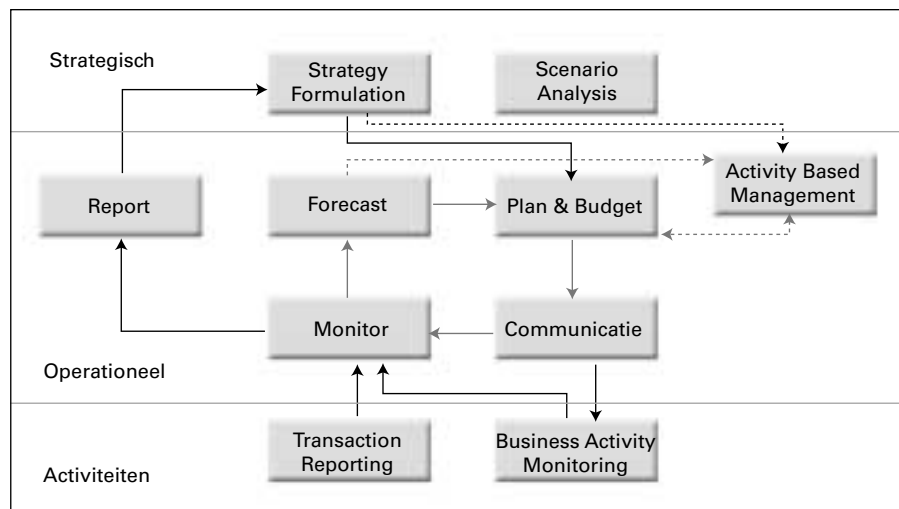 Strategisch
Strategy
Formulation
Scenario
Analysis
Report
Forecast
Plan & Budget
Activity Based
Management
Monitor
Communicatie
Operationeel
Transaction
Reporting
Business Activity
Monitoring
Activiteiten